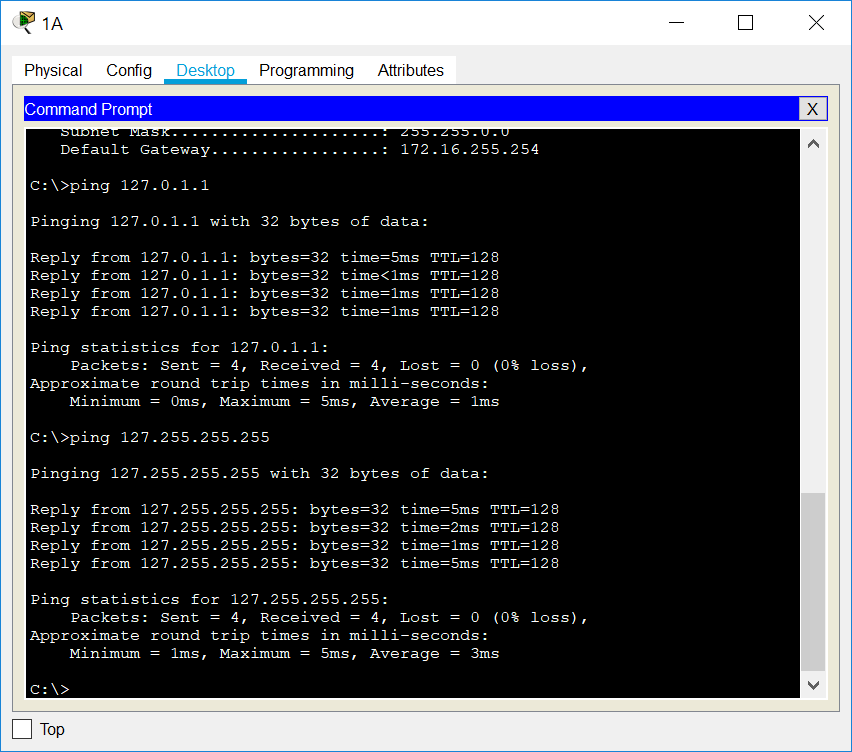 1A
Physical Config Desktop Programming Attributes
Command Prompt X
Subnet Mask.....................: 255.255.0.0
Default Gateway.................: 172.16.255.254
C:\>ping 127.0.1.1
Pinging 127.0.1.1 with 32 bytes of data:
Reply from 127.0.1.1: bytes=32 time=5ms TTL=128
Reply from 127.0.1.1: bytes=32 time<1ms TTL=128
Reply from 127.0.1.1: bytes=32 time=1ms TTL=128
Reply from 127.0.1.1: bytes=32 time=1ms TTL=128
Ping statistics for 127.0.1.1:
Packets: Sent = 4, Received = 4, Lost = 0 (0% loss),
Approximate round trip times in milli-seconds:
Minimum = 0ms, Maximum = 5ms, Average = 1ms
C:\>ping 127.255.255.255
Pinging 127.255.255.255 with 32 bytes of data:
Reply from 127.255.255.255: bytes=32 time=5ms TTL=128
Reply from 127.255.255.255: bytes=32 time=2ms TTL=128
Reply from 127.255.255.255: bytes=32 time=1ms TTL=128
Reply from 127.255.255.255: bytes=32 time=5ms TTL=128
Ping statistics for 127.255.255.255:
Packets: Sent = 4, Received = 4, Lost = 0 (0% loss),
Approximate round trip times in milli-seconds:
Minimum = 1ms, Maximum = 5ms, Average = 3ms
C:\>
Top